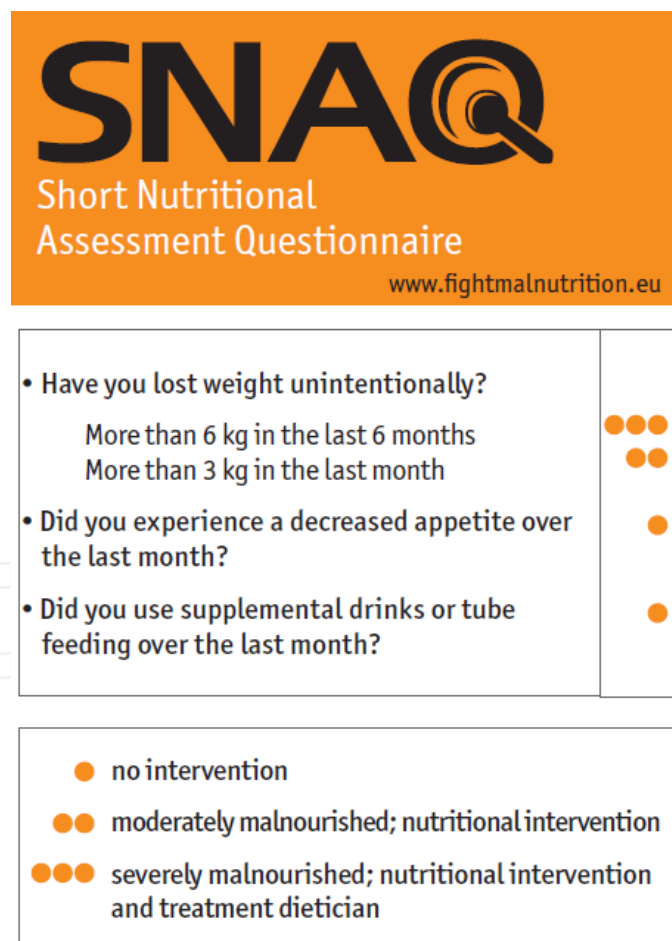 SNAQ
Short Nutritional
Assessment Questionnaire
www.fightmalnutrition.eu
• Have you lost weight unintentionally?
More than 6 kg in the last 6 months
More than 3 kg in the last month
• Did you experience a decreased appetite over
the last month?
• Did you use supplemental drinks or tube
feeding over the last month?
no intervention
moderately malnourished; nutritional intervention
severely malnourished; nutritional intervention
and treatment dietician